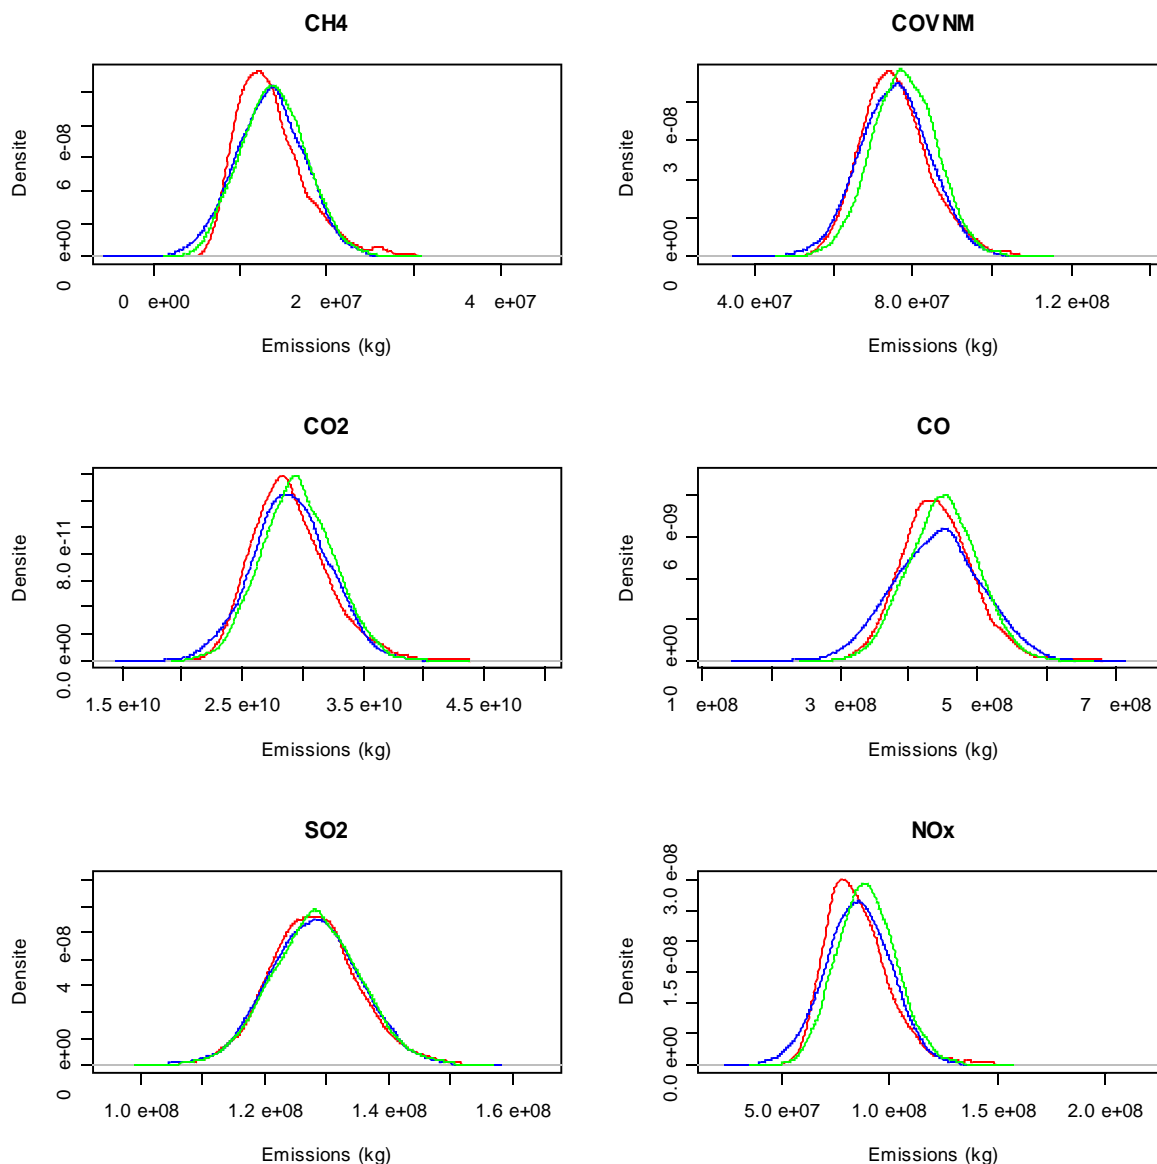 CH4
Densite
0 e+00 6 e-08
0 e+00 2 e+07 4 e+07
Emissions (kg)
COVNM
Densite
0 e+00 3 e-08
4.0 e+07 8.0 e+07 1.2 e+08
Emissions (kg)
CO2
Densite
0.0 e+00 8.0 e-11
1.5 e+10 2.5 e+10 3.5 e+10 4.5 e+10
Emissions (kg)
CO
Densite
0 e+00 6 e-09
1 e+08 3 e+08 5 e+08 7 e+08
Emissions (kg)
SO2
Densite
0 e+00 4 e-08
1.0 e+08 1.2 e+08 1.4 e+08 1.6 e+08
Emissions (kg)
NOx
Densite
0.0 e+00 1.5 e-08 3.0 e-08
5.0 e+07 1.0 e+08 1.5 e+08 2.0 e+08
Emissions (kg)